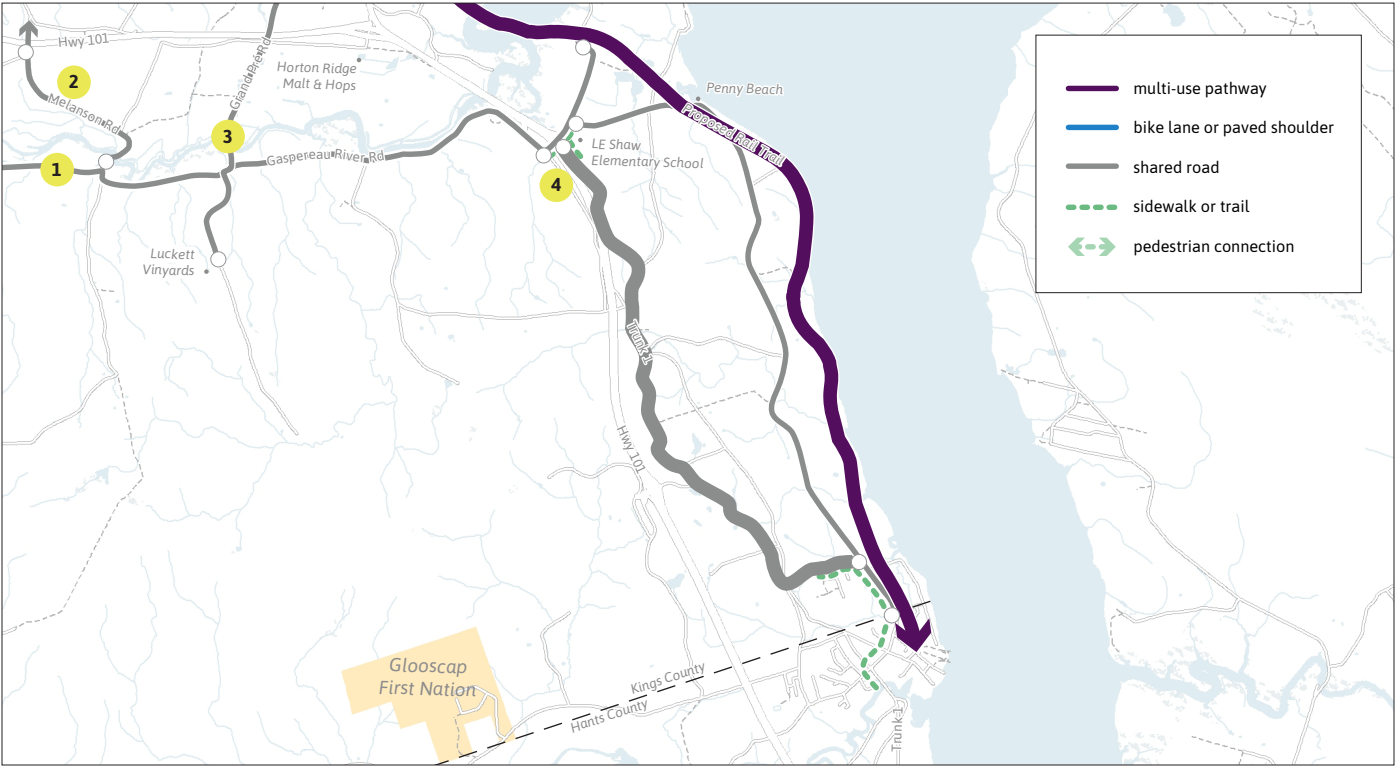 Hwy 101
2
Melanson Rd
Grand Pré Rd
Horton Ridge
Malt & Hops
3
1
Gaspereau River Rd
Luckett
Vinyards
LE Shaw
Elementary School
4
Penny Beach
Proposed Rail Trail
Trunk 1
Hwy 101
Glooscap
First Nation
Kings County
Hants County
Trunk 1
multi-use pathway
bike lane or paved shoulder
shared road
sidewalk or trail
pedestrian connection